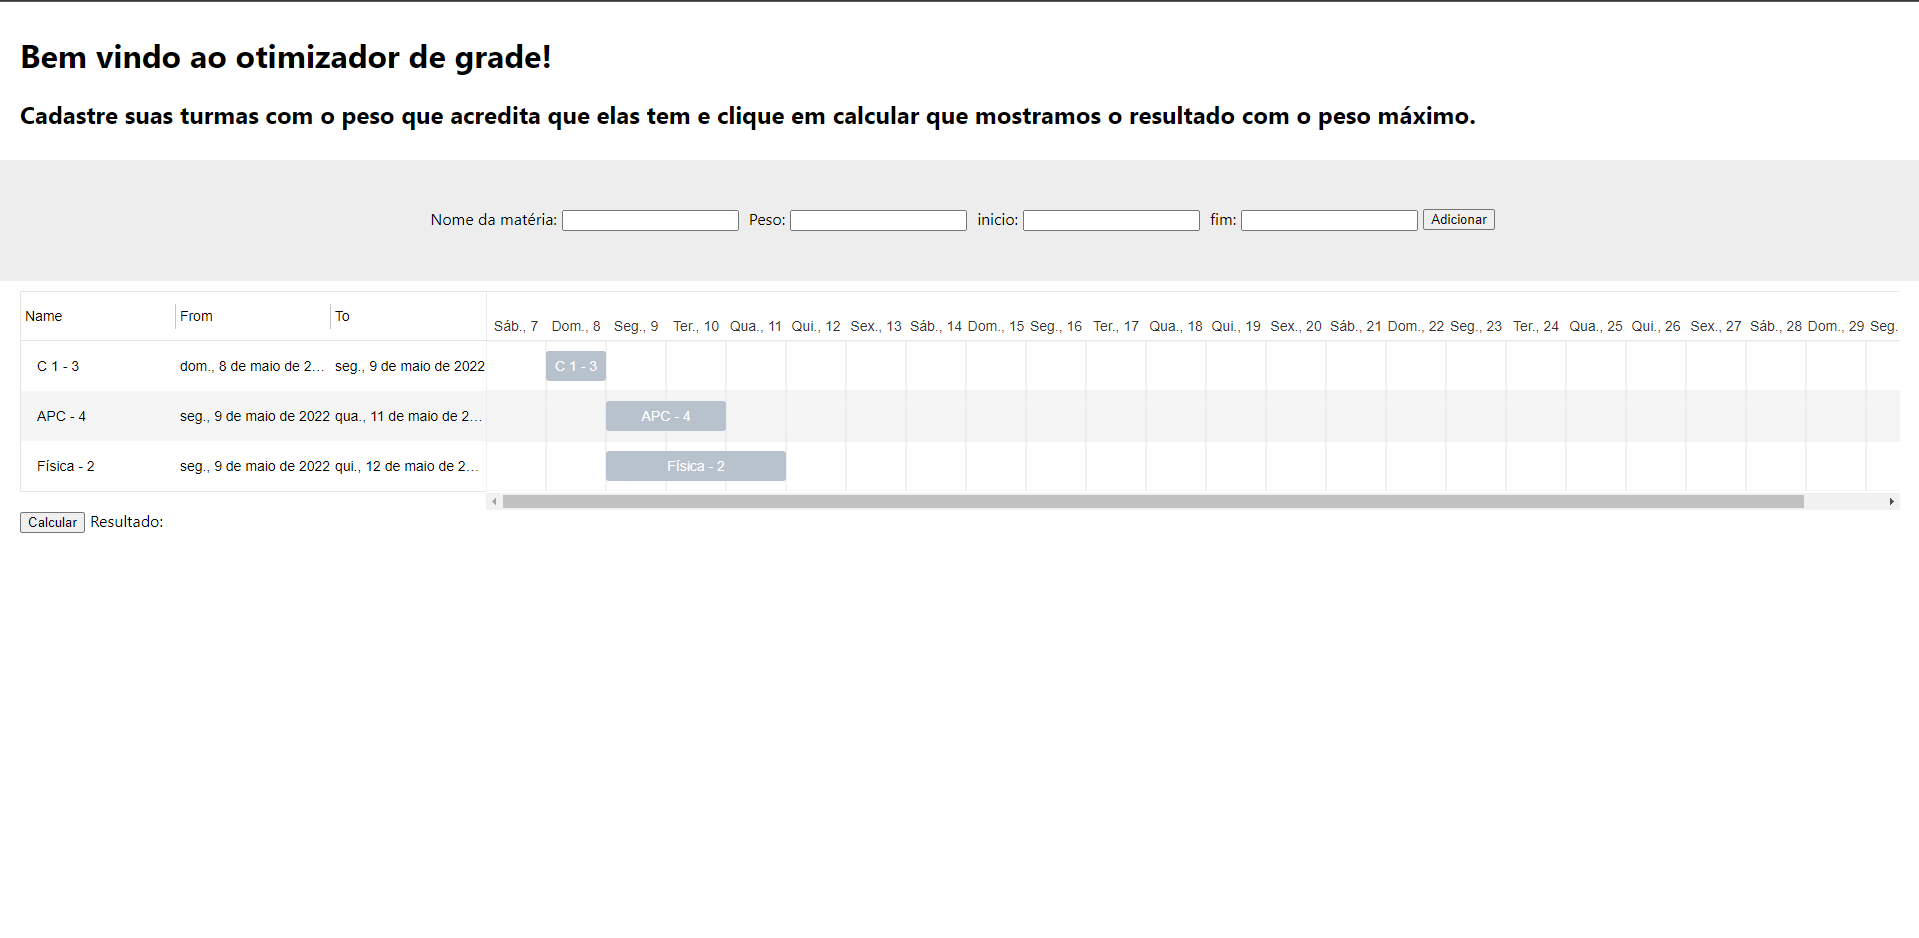 Bem vindo ao otimizador de grade!
Cadastre suas turmas com o peso que acredita que elas tem e clique em calcular que mostramos o resultado com o peso máximo.
Nome da matéria: Peso: inicio: fim: Adicionar
Name From To Sáb., 7 Dom., 8 Seg., 9 Ter., 10 Qua., 11 Qui., 12 Sex., 13 Sáb., 14 Dom., 15 Seg., 16 Ter., 17 Qua., 18 Qui., 19 Sex., 20 Sáb., 21 Dom., 22 Seg., 23 Ter., 24 Qua., 25 Qui., 26 Sex., 27 Sáb., 28 Dom., 29 Seg.
C 1 - 3 dom., 8 de maio de 2... seg., 9 de maio de 2022 C 1 - 3
APC - 4 seg., 9 de maio de 2022 qua., 11 de maio de 2... APC - 4
Física - 2 seg., 9 de maio de 2022 qui., 12 de maio de 2... Física - 2
Calcular Resultado: